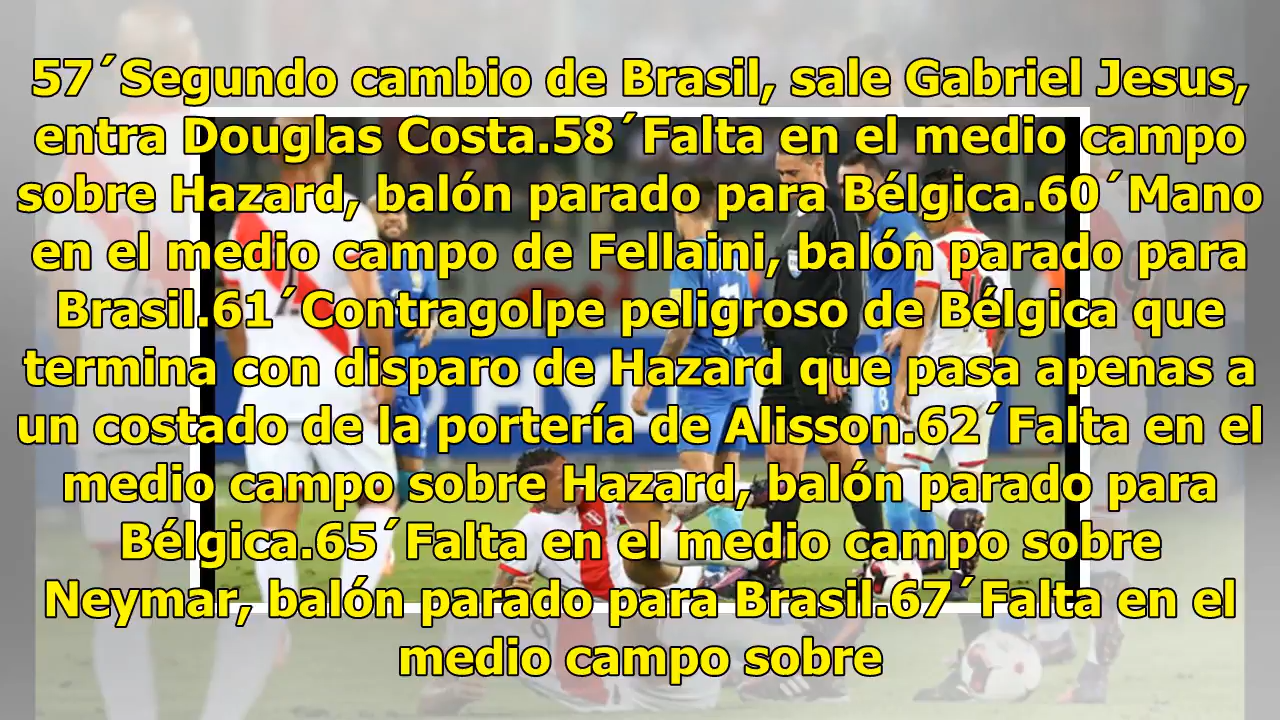 57´Segundo cambio de Brasil, sale Gabriel Jesus,
entra Douglas Costa.58´Falta en el medio campo
sobre Hazard, balón parado para Bélgica.60´Mano
en el medio campo de Fellaini, balón parado para
Brasil.61´Contragolpe peligroso de Bélgica que
termina con disparo de Hazard que pasa apenas a
un costado de la portería de Alisson.62´Falta en el
medio campo sobre Hazard, balón parado para
Bélgica.65´Falta en el medio campo sobre
Neymar, balón parado para Brasil.67´Falta en el
medio campo sobre